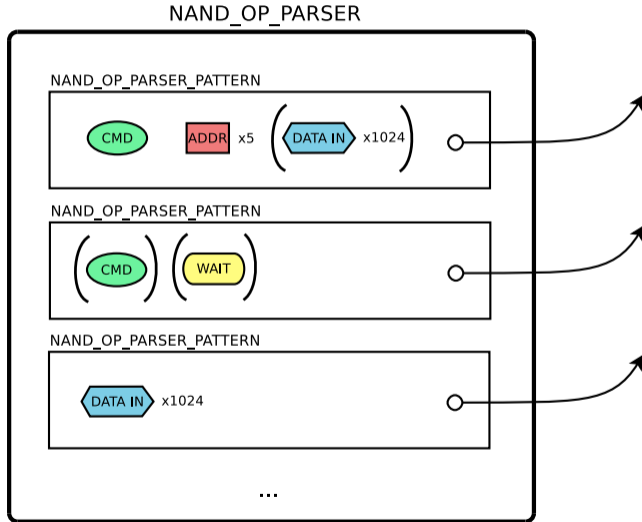 NAND_OP_PARSER
NAND_OP_PARSER_PATTERN
CMD ADDR x5 ( DATA IN x1024 )
NAND_OP_PARSER_PATTERN
( CMD ) ( WAIT )
NAND_OP_PARSER_PATTERN
DATA IN x1024
...